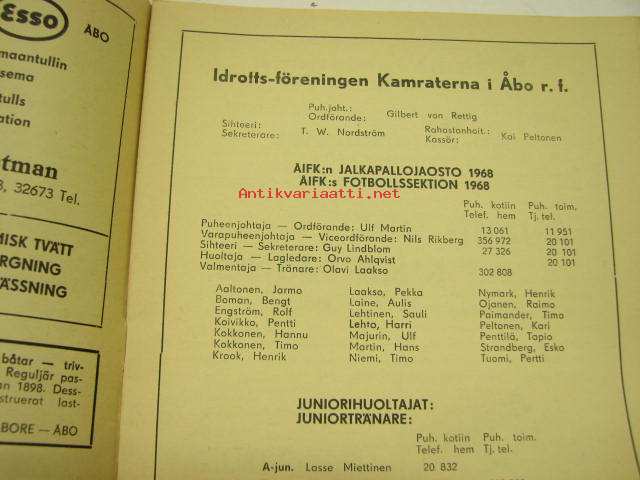 Esso
ÅBO
maantullin
sema
tulls
ation
tman
3, 32673 Tel.
MISK TVÄTT
RGNING
ÄSSNING
båtar — triv-
Reguljär pas-
an 1898. Dess-
struerat last-
BORE — ÅBO
Idrotts-föreningen Kamraterna i Åbo r. f.
Puh.joht.:
Ordförande: Gilbert von Rettig
Sihteeri:
Sekreterare: T. W. Nordström
Rahastonhoit.:
Kassör: Kai Peltonen
ÅIFK:n JALKAPALLOJAOSTO 1968
ÅIFK:s FOTBOLLSSEKTION 1968
Antikvariaatti.net
Puh. kotiin Puh. toim.
Telef. hem Tj. tel.
Puheenjohtaja — Ordförande: Ulf Martin 13 061 11 951
Varapuheenjohtaja — Viceordförande: Nils Rikberg 356 972 20 101
Sihteeri — Sekreterare: Guy Lindblom 27 326 20 101
Huoltaja — Lagledare: Orvo Ahlqvist 20 101
Valmentaja — Tränare: Olavi Laakso 302 808
Aaltonen, Jarmo Laakso, Pekka Nymark, Henrik
Boman, Bengt Laine, Aulis Ojanen, Raimo
Engström, Rolf Lehtinen, Sauli Paimander, Timo
Koivikko, Pentti Lehto, Harri Peltonen, Kari
Kokkonen, Hannu Majurin, Ulf Penttilä, Tapio
Kokkonen, Timo Martin, Hans Strandberg, Esko
Krook, Henrik Niemi, Timo Tuomi, Pertti
JUNIORIHUOLTAJAT:
JUNIORTRÄNARE:
Puh. kotiin Puh. toim.
Telef. hem Tj. tel.
A-jun. Lasse Miettinen 20 832